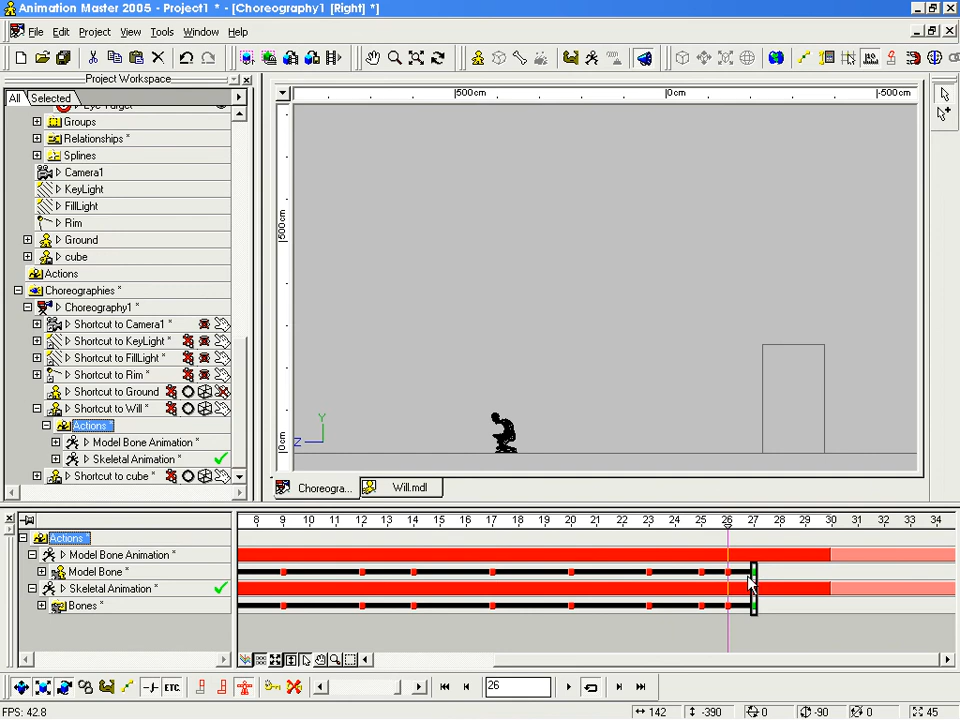 Animation Master 2005 - Project1 * - [Choreography1 [Right] *]
File Edit Project View Tools Window Help
Project Workspace
All Selected
Groups
Relationships *
Splines
Camera1
KeyLight
FillLight
Rim
Ground
cube
Actions
Choreographies *
Choreography1 *
Shortcut to Camera1 *
Shortcut to KeyLight *
Shortcut to FillLight *
Shortcut to Rim *
Shortcut to Ground
Shortcut to Will *
Actions *
Model Bone Animation *
Skeletal Animation *
Shortcut to cube *
500cm 0cm -500cm
500cm
0cm
Y
Z
Choreogra... Will.mdl
8 9 10 11 12 13 14 15 16 17 18 19 20 21 22 23 24 25 26 27 28 29 30 31 32 33 34
Actions *
Model Bone Animation *
Model Bone *
Skeletal Animation *
Bones *
ETC.
26
FPS: 42.8
142 -390 0 -90 0 45